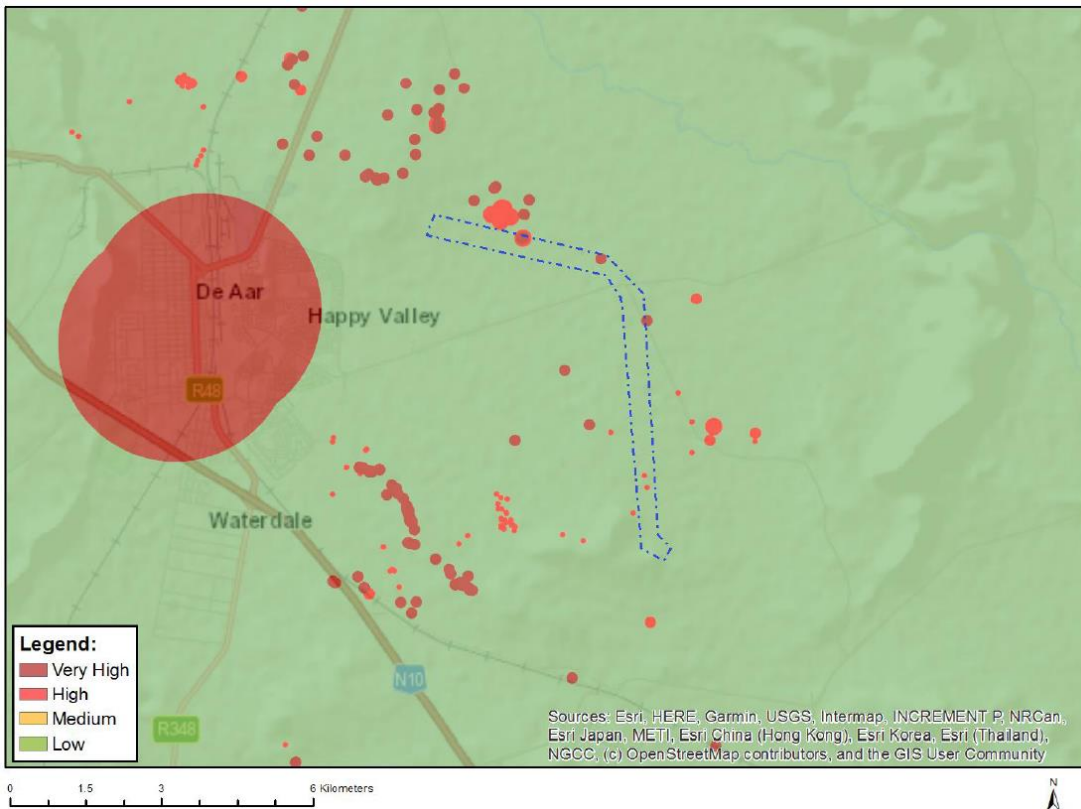 De Aar
Happy Valley
R48
Waterdale
N10
R348
Legend:
Very High
High
Medium
Low
Sources: Esri, HERE, Garmin, USGS, Intermap, INCREMENT P, NRCan,
Esri Japan, METI, Esri China (Hong Kong), Esri Korea, Esri (Thailand),
NGCC, (c) OpenStreetMap contributors, and the GIS User Community
0 1.5 3 6 Kilometers
N